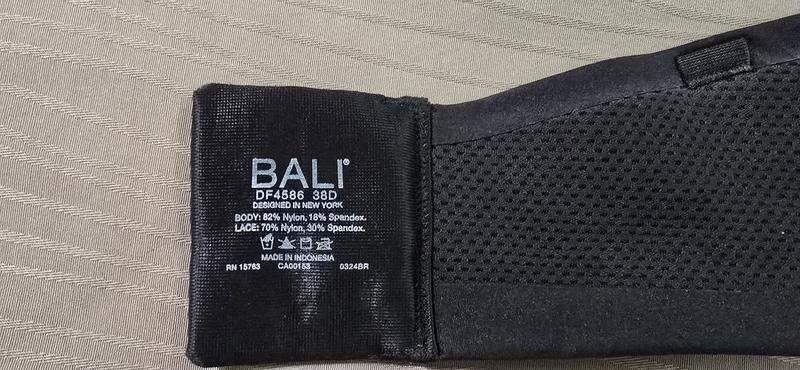 BALI®
DF4586 38D
DESIGNED IN NEW YORK
BODY: 82% Nylon, 18% Spandex.
LACE: 70% Nylon, 30% Spandex.
MADE IN INDONESIA
RN 15763 CA00153 0324BR